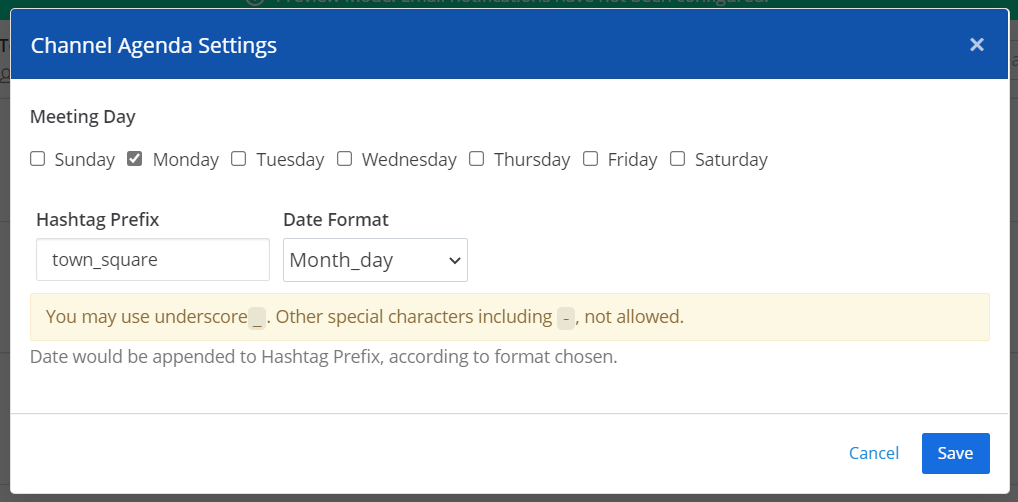 Channel Agenda Settings ×
Meeting Day
Sunday Monday Tuesday Wednesday Thursday Friday Saturday
Hashtag Prefix Date Format
town_square Month_day
You may use underscore _ . Other special characters including - , not allowed.
Date would be appended to Hashtag Prefix, according to format chosen.
Cancel Save